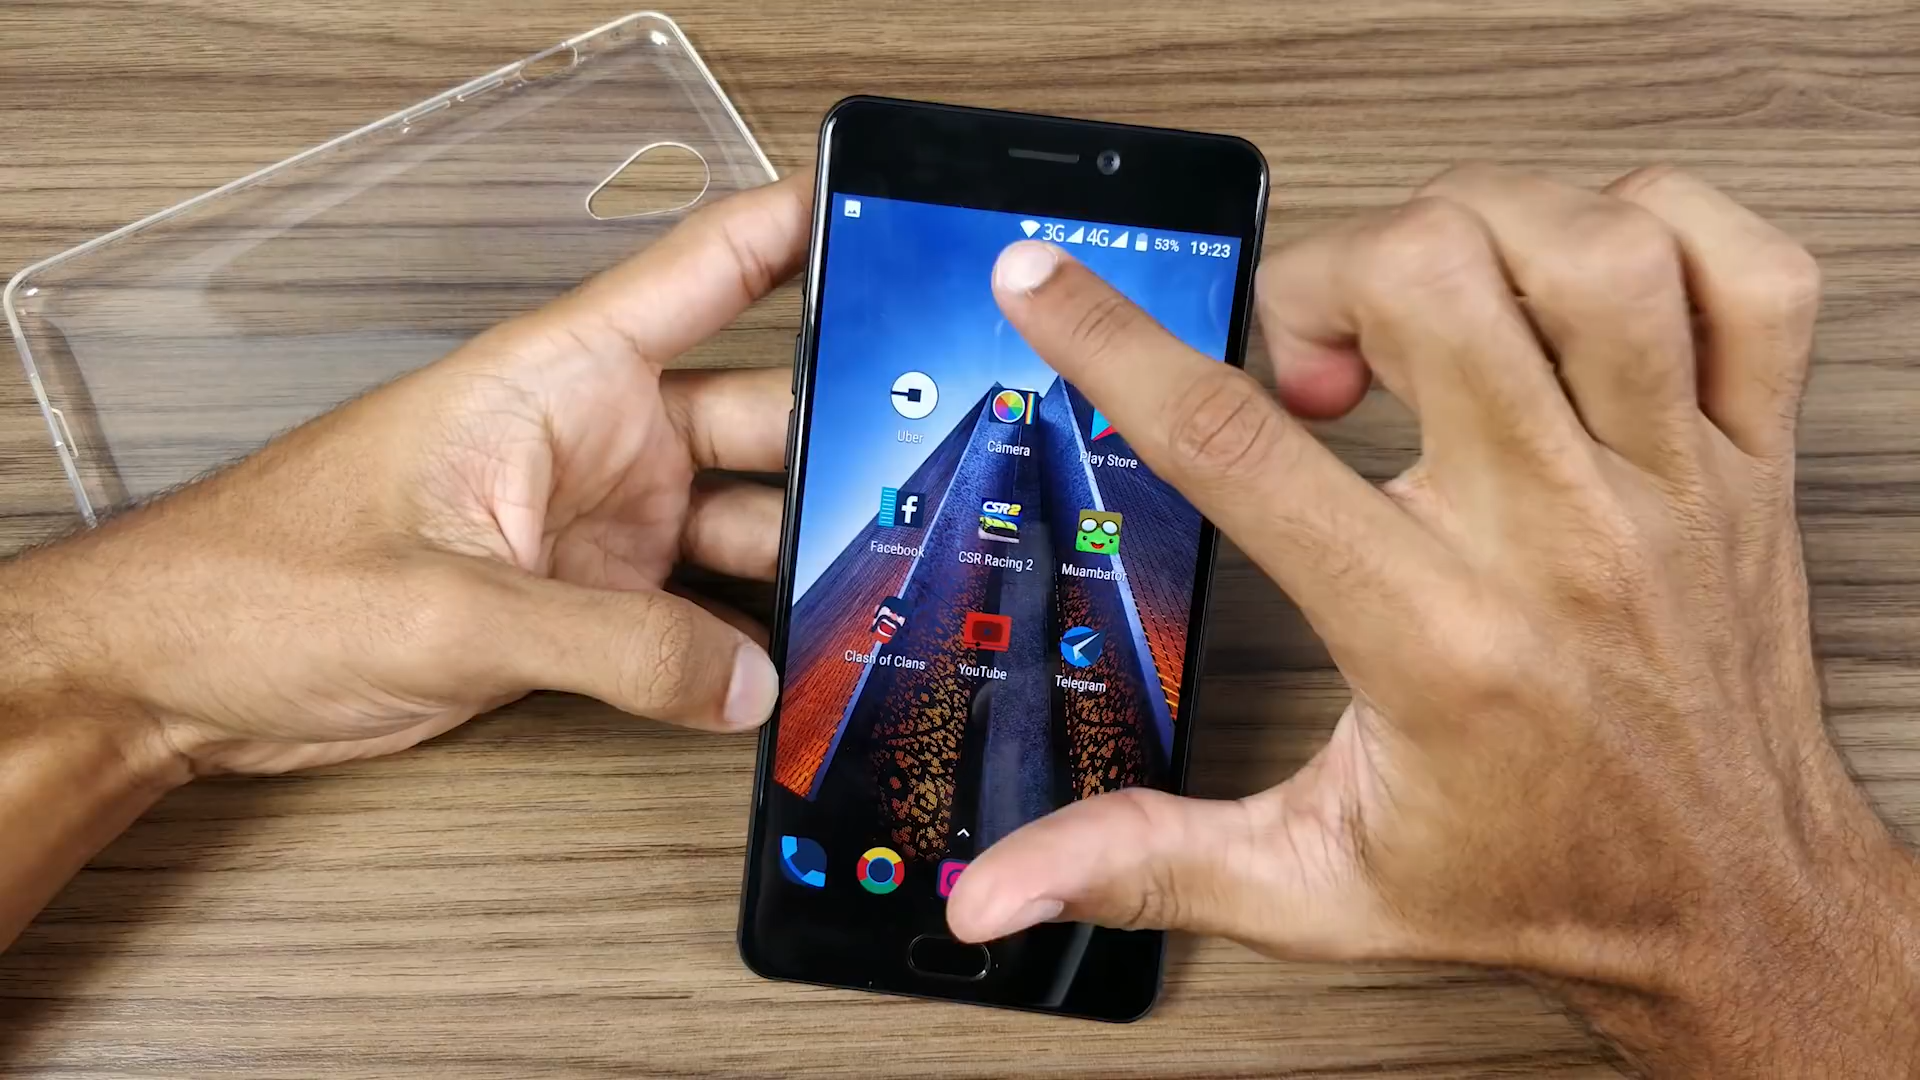 3G 4G 53% 19:23
Uber
Câmera
Play Store
Facebook
CSR2
CSR Racing 2
Muambator
Clash of Clans
YouTube
Telegram